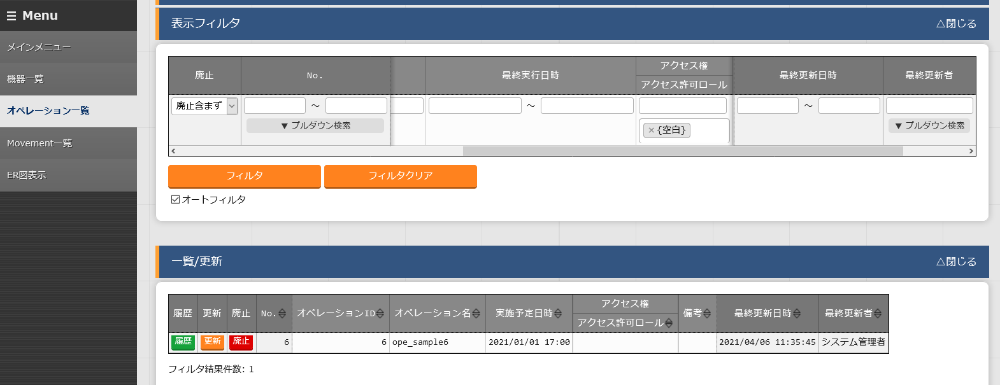 ☰ Menu
メインメニュー
機器一覧
オペレーション一覧
Movement一覧
ER図表示
表示フィルタ
△閉じる
廃止
No.
最終実行日時
アクセス権
アクセス許可ロール
最終更新日時
最終更新者
廃止含まず
～
～
～
▼ プルダウン検索
×{空白}
▼ プルダウン検索
フィルタ
フィルタクリア
オートフィルタ
一覧/更新
△閉じる
履歴
更新
廃止
No.
オペレーションID
オペレーション名
実施予定日時
アクセス権
アクセス許可ロール
備考
最終更新日時
最終更新者
履歴
更新
廃止
6
6
ope_sample6
2021/01/01 17:00
2021/04/06 11:35:45
システム管理者
フィルタ結果件数: 1